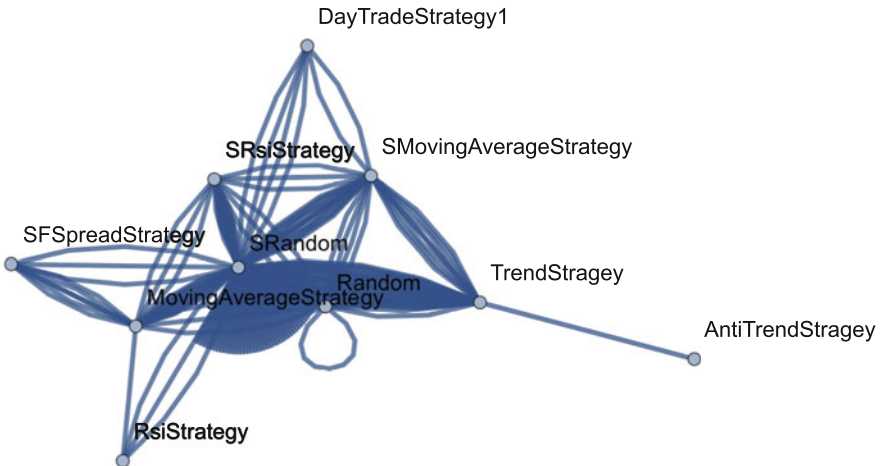 DayTradeStrategy1
SRsiStrategy
SMovingAverageStrategy
SFSpreadStrategy
SRandom
Random
TrendStragey
MovingAverageStrategy
AntiTrendStragey
RsiStrategy